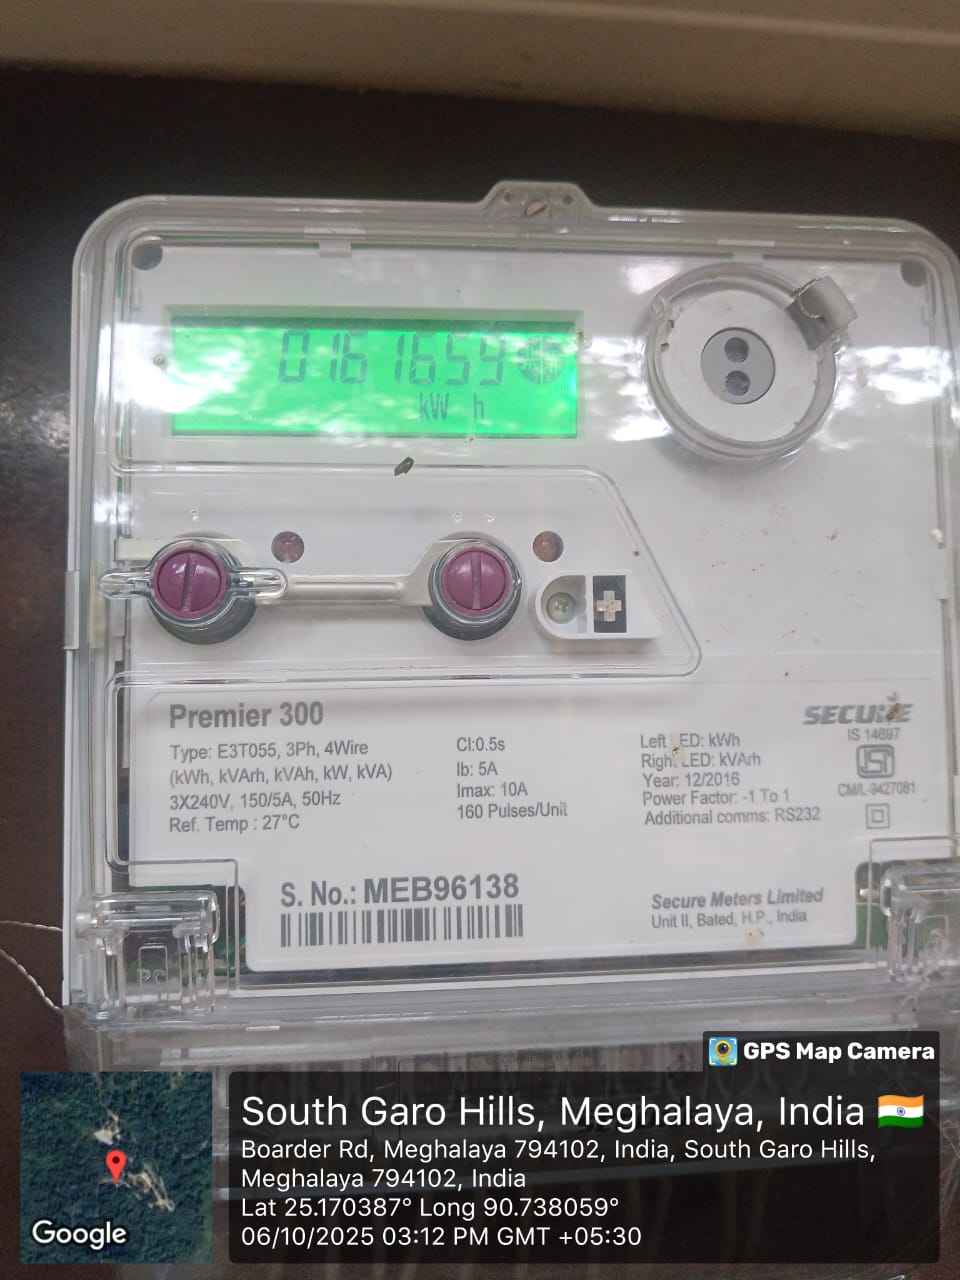 0161659
kW h
Premier 300
Type: E3T055, 3Ph, 4Wire
(kWh, kVArh, kVAh, kW, kVA)
3X240V, 150/5A, 50Hz
Ref. Temp : 27°C
Cl:0.5s
Ib: 5A
Imax: 10A
160 Pulses/Unit
Left LED: kWh
Right LED: kVArh
Year: 12/2016
Power Factor: -1 To 1
Additional comms: RS232
SECURE
IS 14697
ISI
CM/L-9427081
S. No.: MEB96138
Secure Meters Limited
Unit II, Bated, H.P., India
GPS Map Camera
South Garo Hills, Meghalaya, India
Boarder Rd, Meghalaya 794102, India, South Garo Hills,
Meghalaya 794102, India
Lat 25.170387° Long 90.738059°
06/10/2025 03:12 PM GMT +05:30
Google